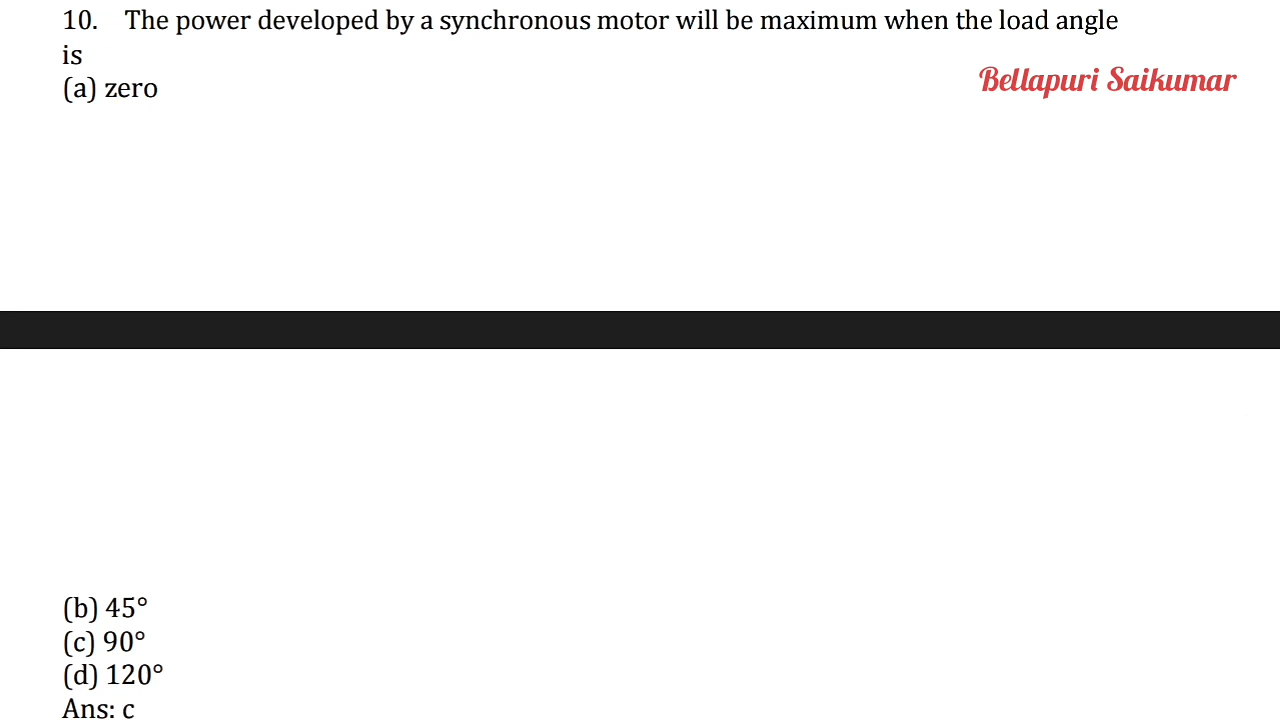 10. The power developed by a synchronous motor will be maximum when the load angle
is
(a) zero
Bellapuri Saikumar
(b) 45°
(c) 90°
(d) 120°
Ans: c